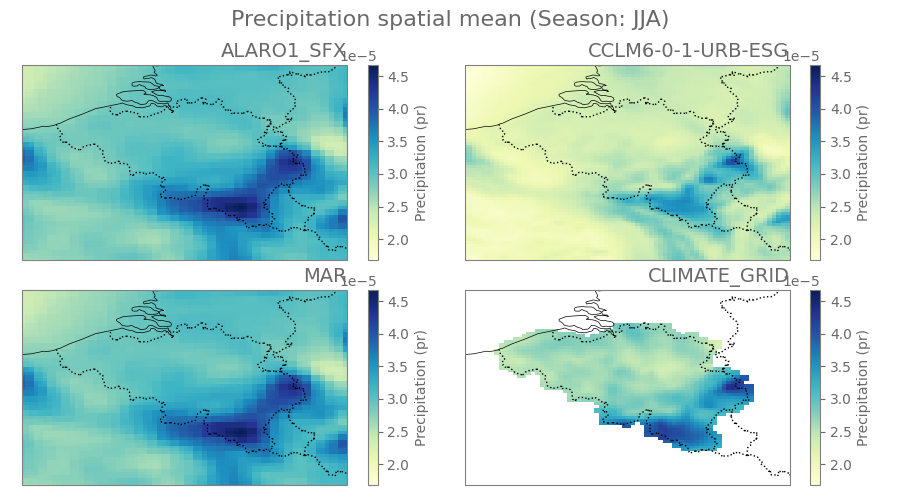 Precipitation spatial mean (Season: JJA)
ALARO1_SFX
1e−5
4.5
4.0
3.5
3.0
2.5
2.0
Precipitation (pr)
CCLM6-0-1-URB-ESG
1e−5
4.5
4.0
3.5
3.0
2.5
2.0
Precipitation (pr)
MAR
1e−5
4.5
4.0
3.5
3.0
2.5
2.0
Precipitation (pr)
CLIMATE_GRID
1e−5
4.5
4.0
3.5
3.0
2.5
2.0
Precipitation (pr)